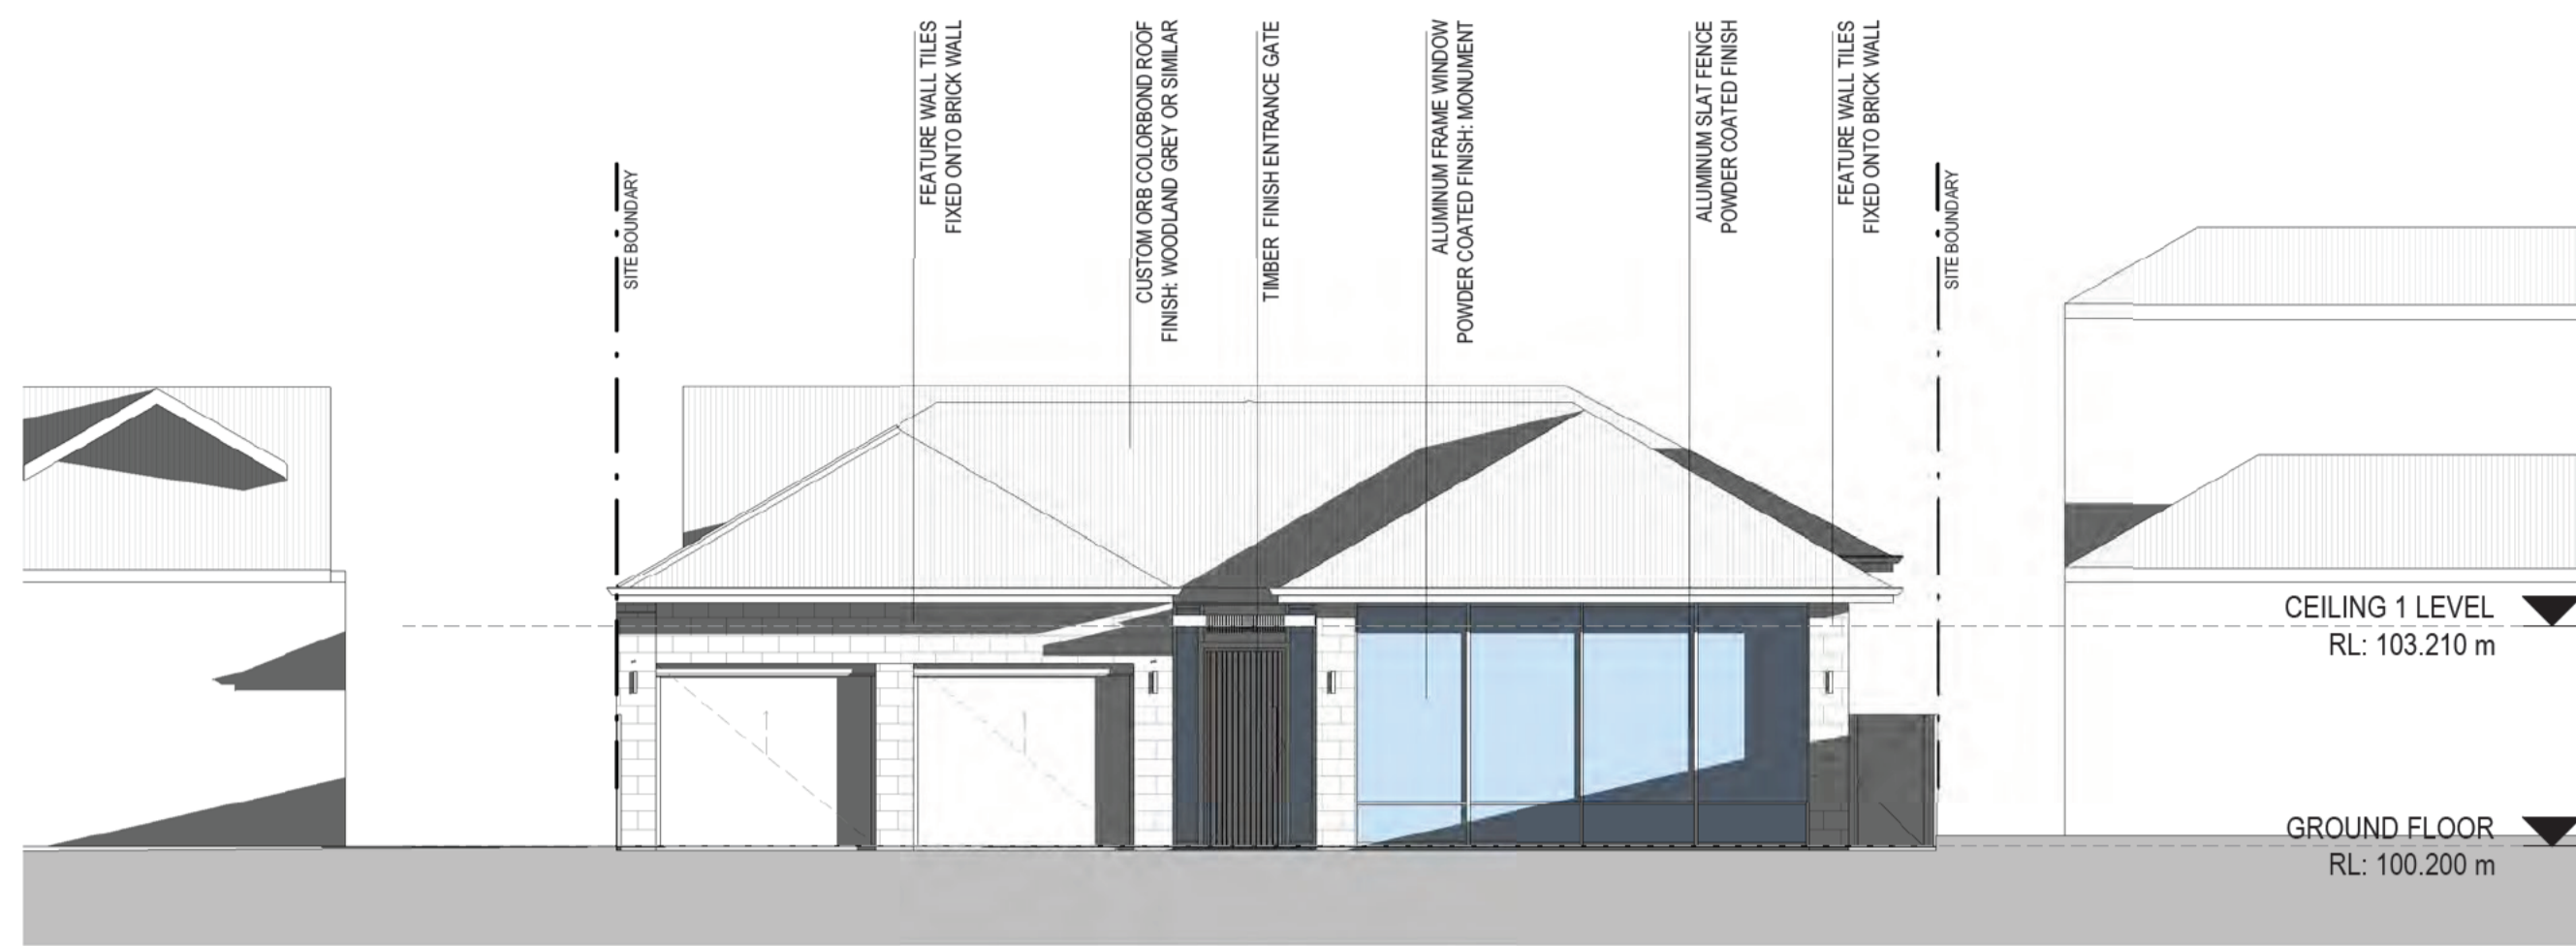 SITE BOUNDARY
FEATURE WALL TILES
FIXED ONTO BRICK WALL
CUSTOM ORB COLORBOND ROOF
FINISH: WOODLAND GREY OR SIMILAR
TIMBER FINISH ENTRANCE GATE
ALUMINUM FRAME WINDOW
POWDER COATED FINISH: MONUMENT
ALUMINUM SLAT FENCE
POWDER COATED FINISH
FEATURE WALL TILES
FIXED ONTO BRICK WALL
SITE BOUNDARY
CEILING 1 LEVEL
RL: 103.210 m
GROUND FLOOR
RL: 100.200 m